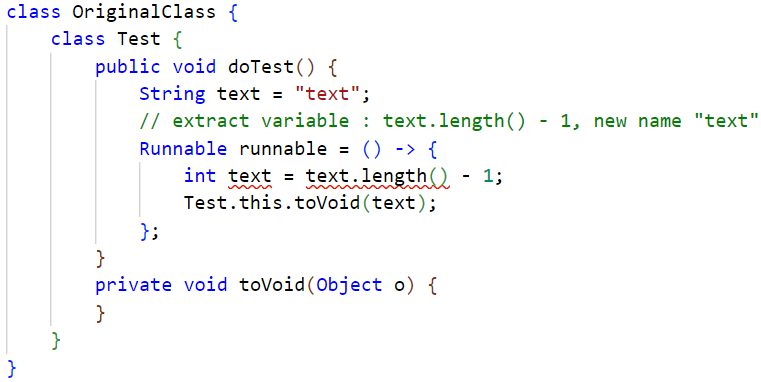 class OriginalClass {
    class Test {
        public void doTest() {
            String text = "text";
            // extract variable : text.length() - 1, new name "text"
            Runnable runnable = () -> {
                int text = text.length() - 1;
                Test.this.toVoid(text);
            };
        }
        private void toVoid(Object o) {
        }
    }
}